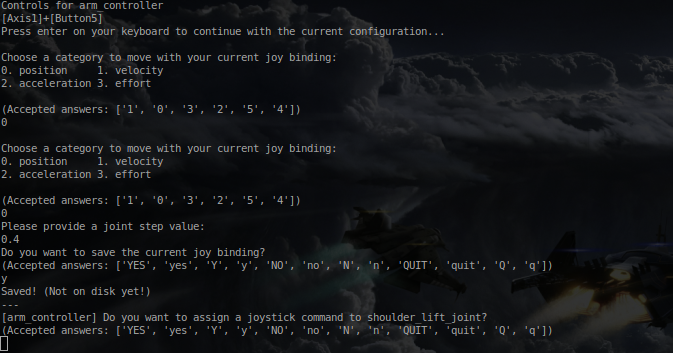 Controls for arm_controller
[Axis1]+[Button5]
Press enter on your keyboard to continue with the current configuration...
Choose a category to move with your current joy binding:
0. position     1. velocity
2. acceleration 3. effort
(Accepted answers: ['1', '0', '3', '2', '5', '4'])
0
Choose a category to move with your current joy binding:
0. position     1. velocity
2. acceleration 3. effort
(Accepted answers: ['1', '0', '3', '2', '5', '4'])
0
Please provide a joint step value:
0.4
Do you want to save the current joy binding?
(Accepted answers: ['YES', 'yes', 'Y', 'y', 'NO', 'no', 'N', 'n', 'QUIT', 'quit', 'Q', 'q'])
y
Saved! (Not on disk yet!)
---
[arm_controller] Do you want to assign a joystick command to shoulder_lift_joint?
(Accepted answers: ['YES', 'yes', 'Y', 'y', 'NO', 'no', 'N', 'n', 'QUIT', 'quit', 'Q', 'q'])